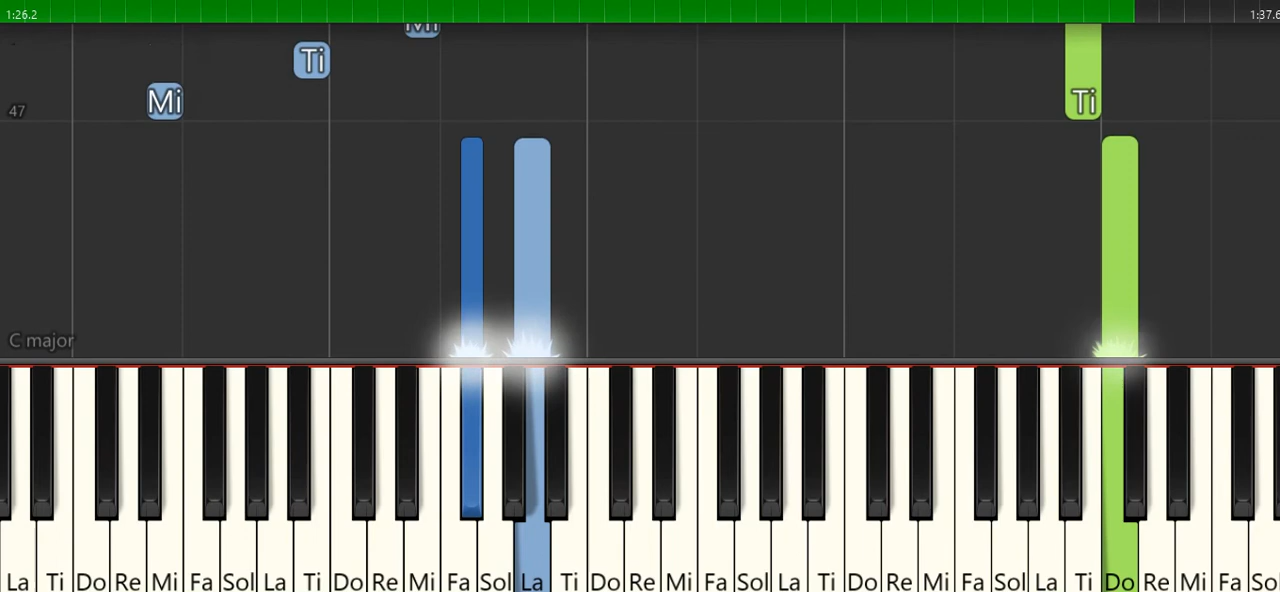 1:26.2 1:37.6
Mi
Ti
Mi
47
Ti
C major
La Ti Do Re Mi Fa Sol La Ti Do Re Mi Fa Sol La Ti Do Re Mi Fa Sol La Ti Do Re Mi Fa Sol La Ti Do Re Mi Fa So